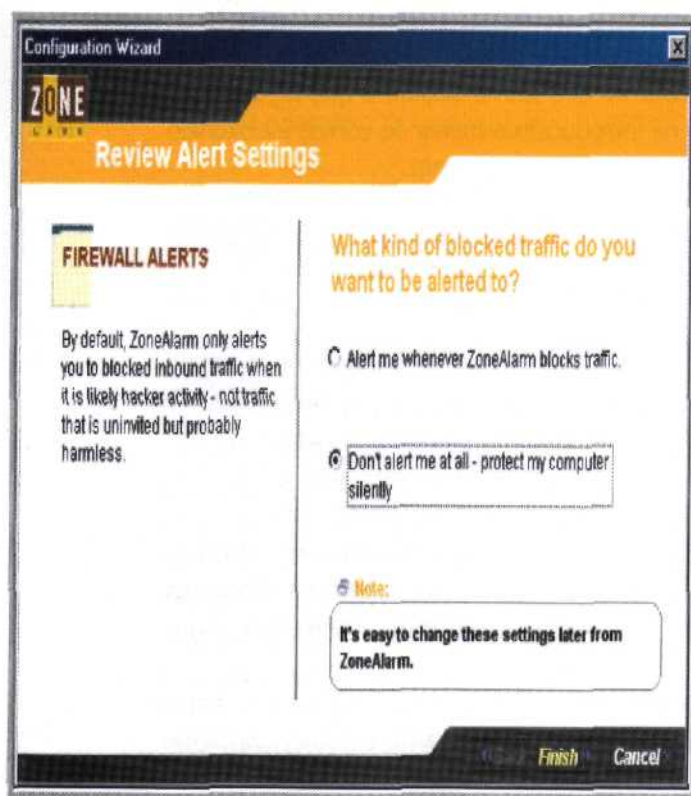 Configuration Wizard
ZONE
LABS
Review Alert Settings
FIREWALL ALERTS
By default, ZoneAlarm only alerts
you to blocked inbound traffic when
it is likely hacker activity - not traffic
that is uninvited but probably
harmless.
What kind of blocked traffic do you
want to be alerted to?
Alert me whenever ZoneAlarm blocks traffic.
Don't alert me at all - protect my computer
silently
Note:
It's easy to change these settings later from
ZoneAlarm.
Finish Cancel